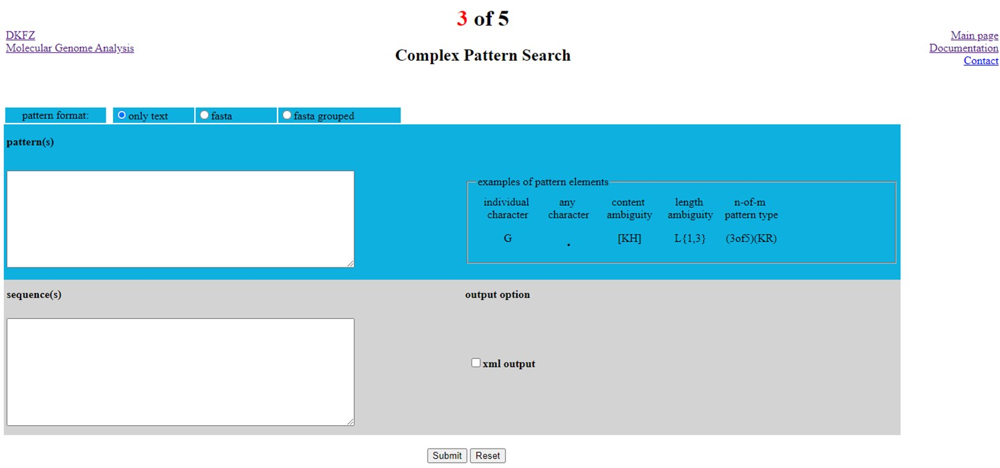 3 of 5
DKFZ
Molecular Genome Analysis
Main page
Documentation
Contact
Complex Pattern Search
pattern format: only text fasta fasta grouped
pattern(s)
examples of pattern elements
individual any content length n-of-m
character character ambiguity ambiguity pattern type
G . [KH] L{1,3} (3of5)(KR)
sequence(s) output option
xml output
Submit Reset